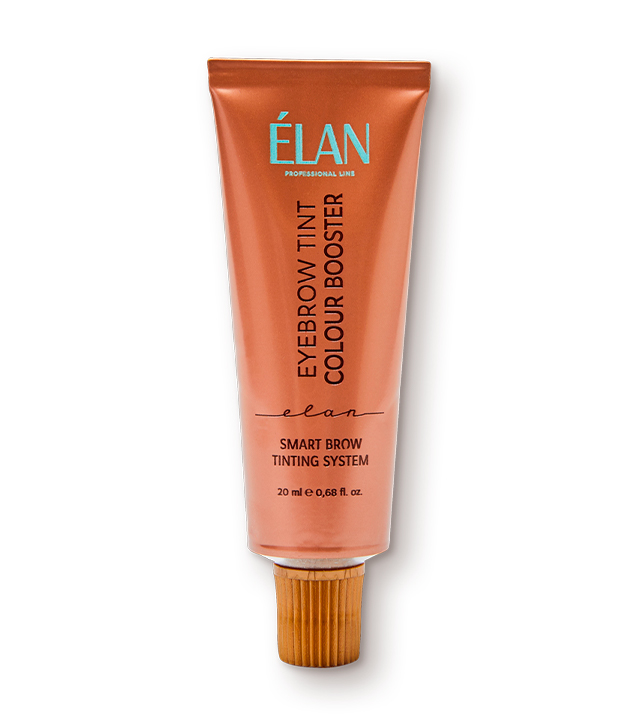 ÉLAN
PROFESSIONAL LINE
EYEBROW TINT
COLOUR BOOSTER
elan
SMART BROW
TINTING SYSTEM
20 ml ℮ 0,68 fl. oz.